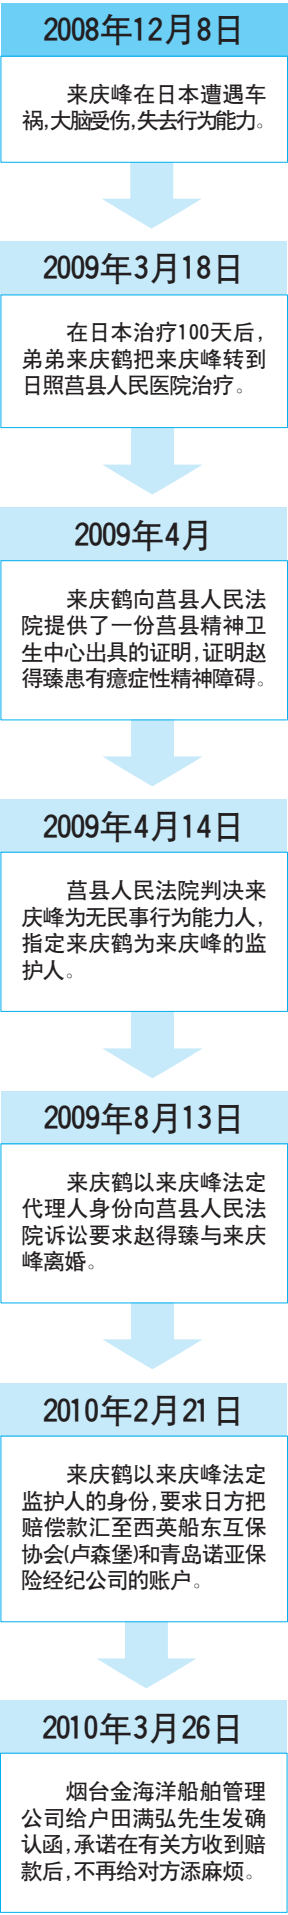 2008年12月8日
来庆峰在日本遭遇车
祸,大脑受伤,失去行为能力。
2009年3月18日
在日本治疗100天后,
弟弟来庆鹤把来庆峰转到
日照莒县人民医院治疗。
2009年4月
来庆鹤向莒县人民法
院提供了一份莒县精神卫
生中心出具的证明,证明赵
得臻患有癔症性精神障碍。
2009年4月14日
莒县人民法院判决来
庆峰为无民事行为能力人,
指定来庆鹤为来庆峰的监
护人。
2009年8月13日
来庆鹤以来庆峰法定
代理人身份向莒县人民法
院诉讼要求赵得臻与来庆
峰离婚。
2010年2月21日
来庆鹤以来庆峰法定
监护人的身份,要求日方把
赔偿款汇至西英船东互保
协会(卢森堡)和青岛诺亚保
险经纪公司的账户。
2010年3月26日
烟台金海洋船舶管理
公司给户田满弘先生发确
认函,承诺在有关方收到赔
款后,不再给对方添麻烦。